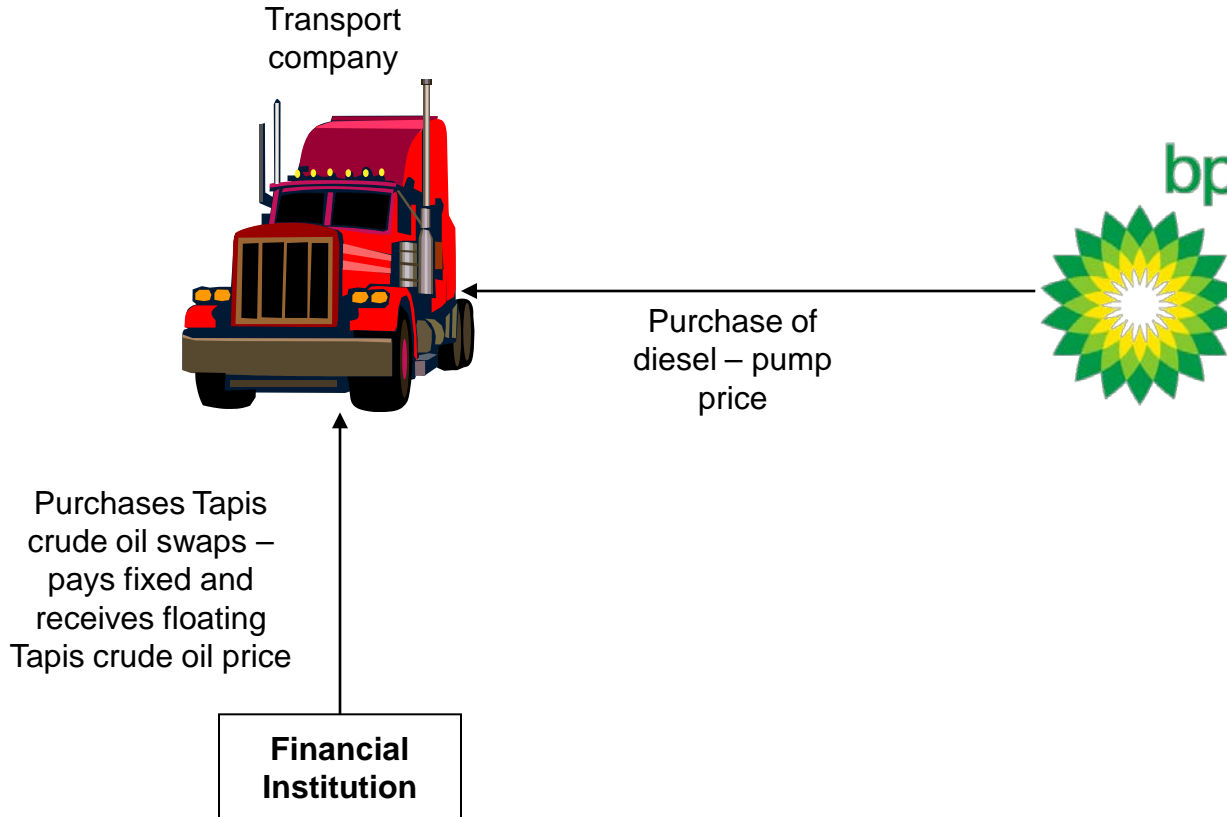 Transport
company
bp
Purchase of
diesel – pump
price
Purchases Tapis
crude oil swaps –
pays fixed and
receives floating
Tapis crude oil price
Financial
Institution